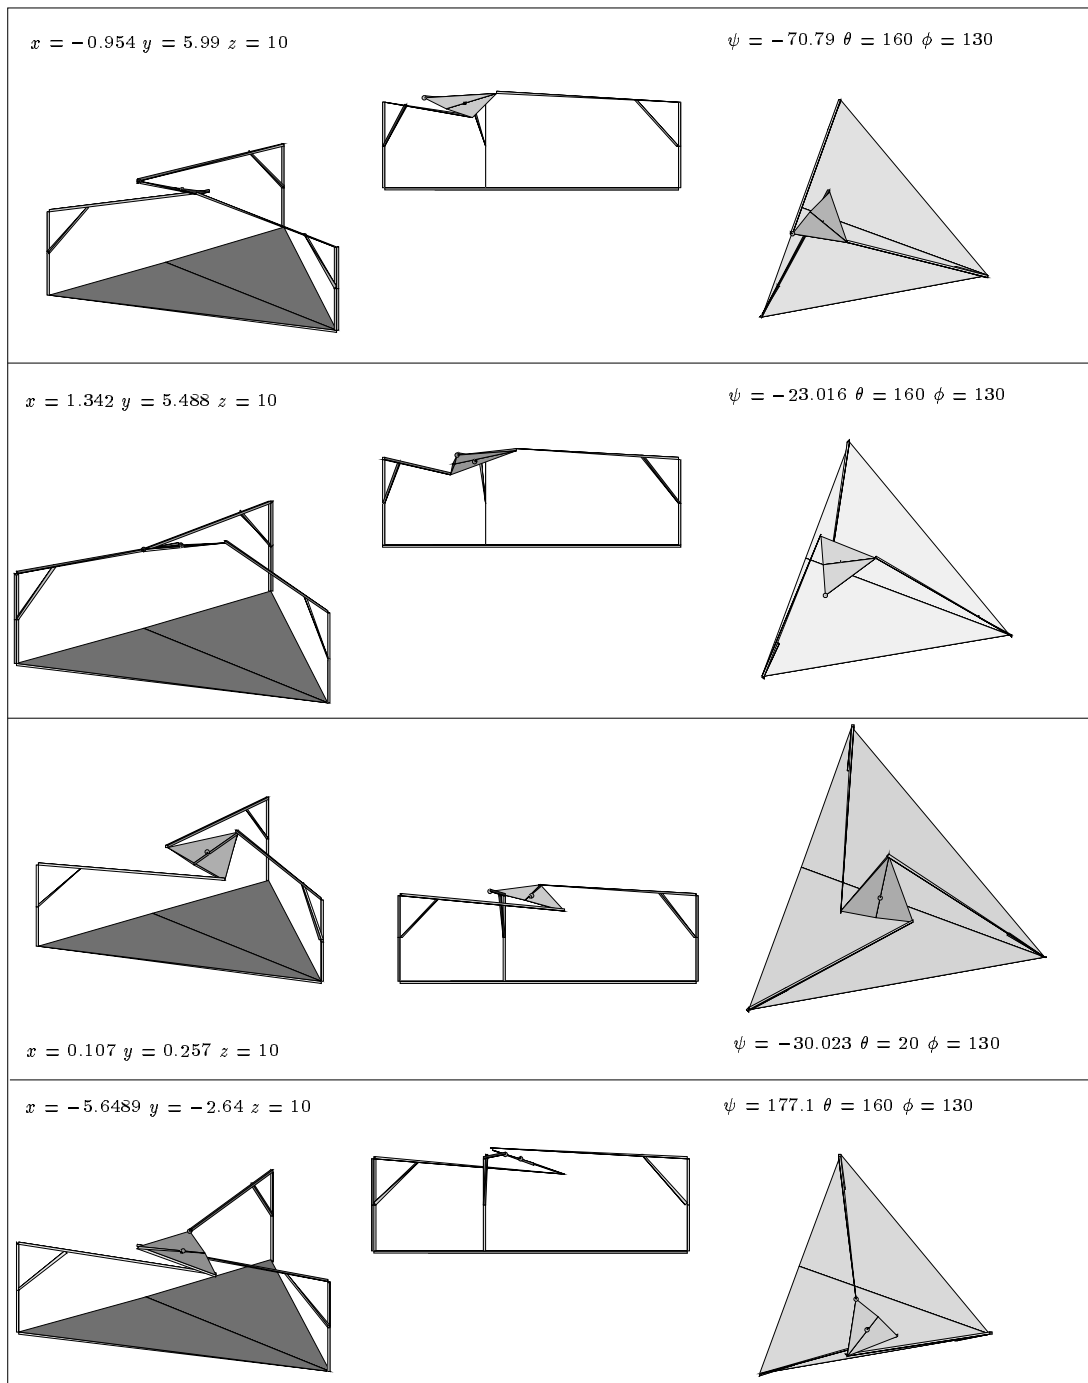 x = −0.954 y = 5.99 z = 10
ψ = −70.79 θ = 160 ϕ = 130
x = 1.342 y = 5.488 z = 10
ψ = −23.016 θ = 160 ϕ = 130
x = 0.107 y = 0.257 z = 10
ψ = −30.023 θ = 20 ϕ = 130
x = −5.6489 y = −2.64 z = 10
ψ = 177.1 θ = 160 ϕ = 130